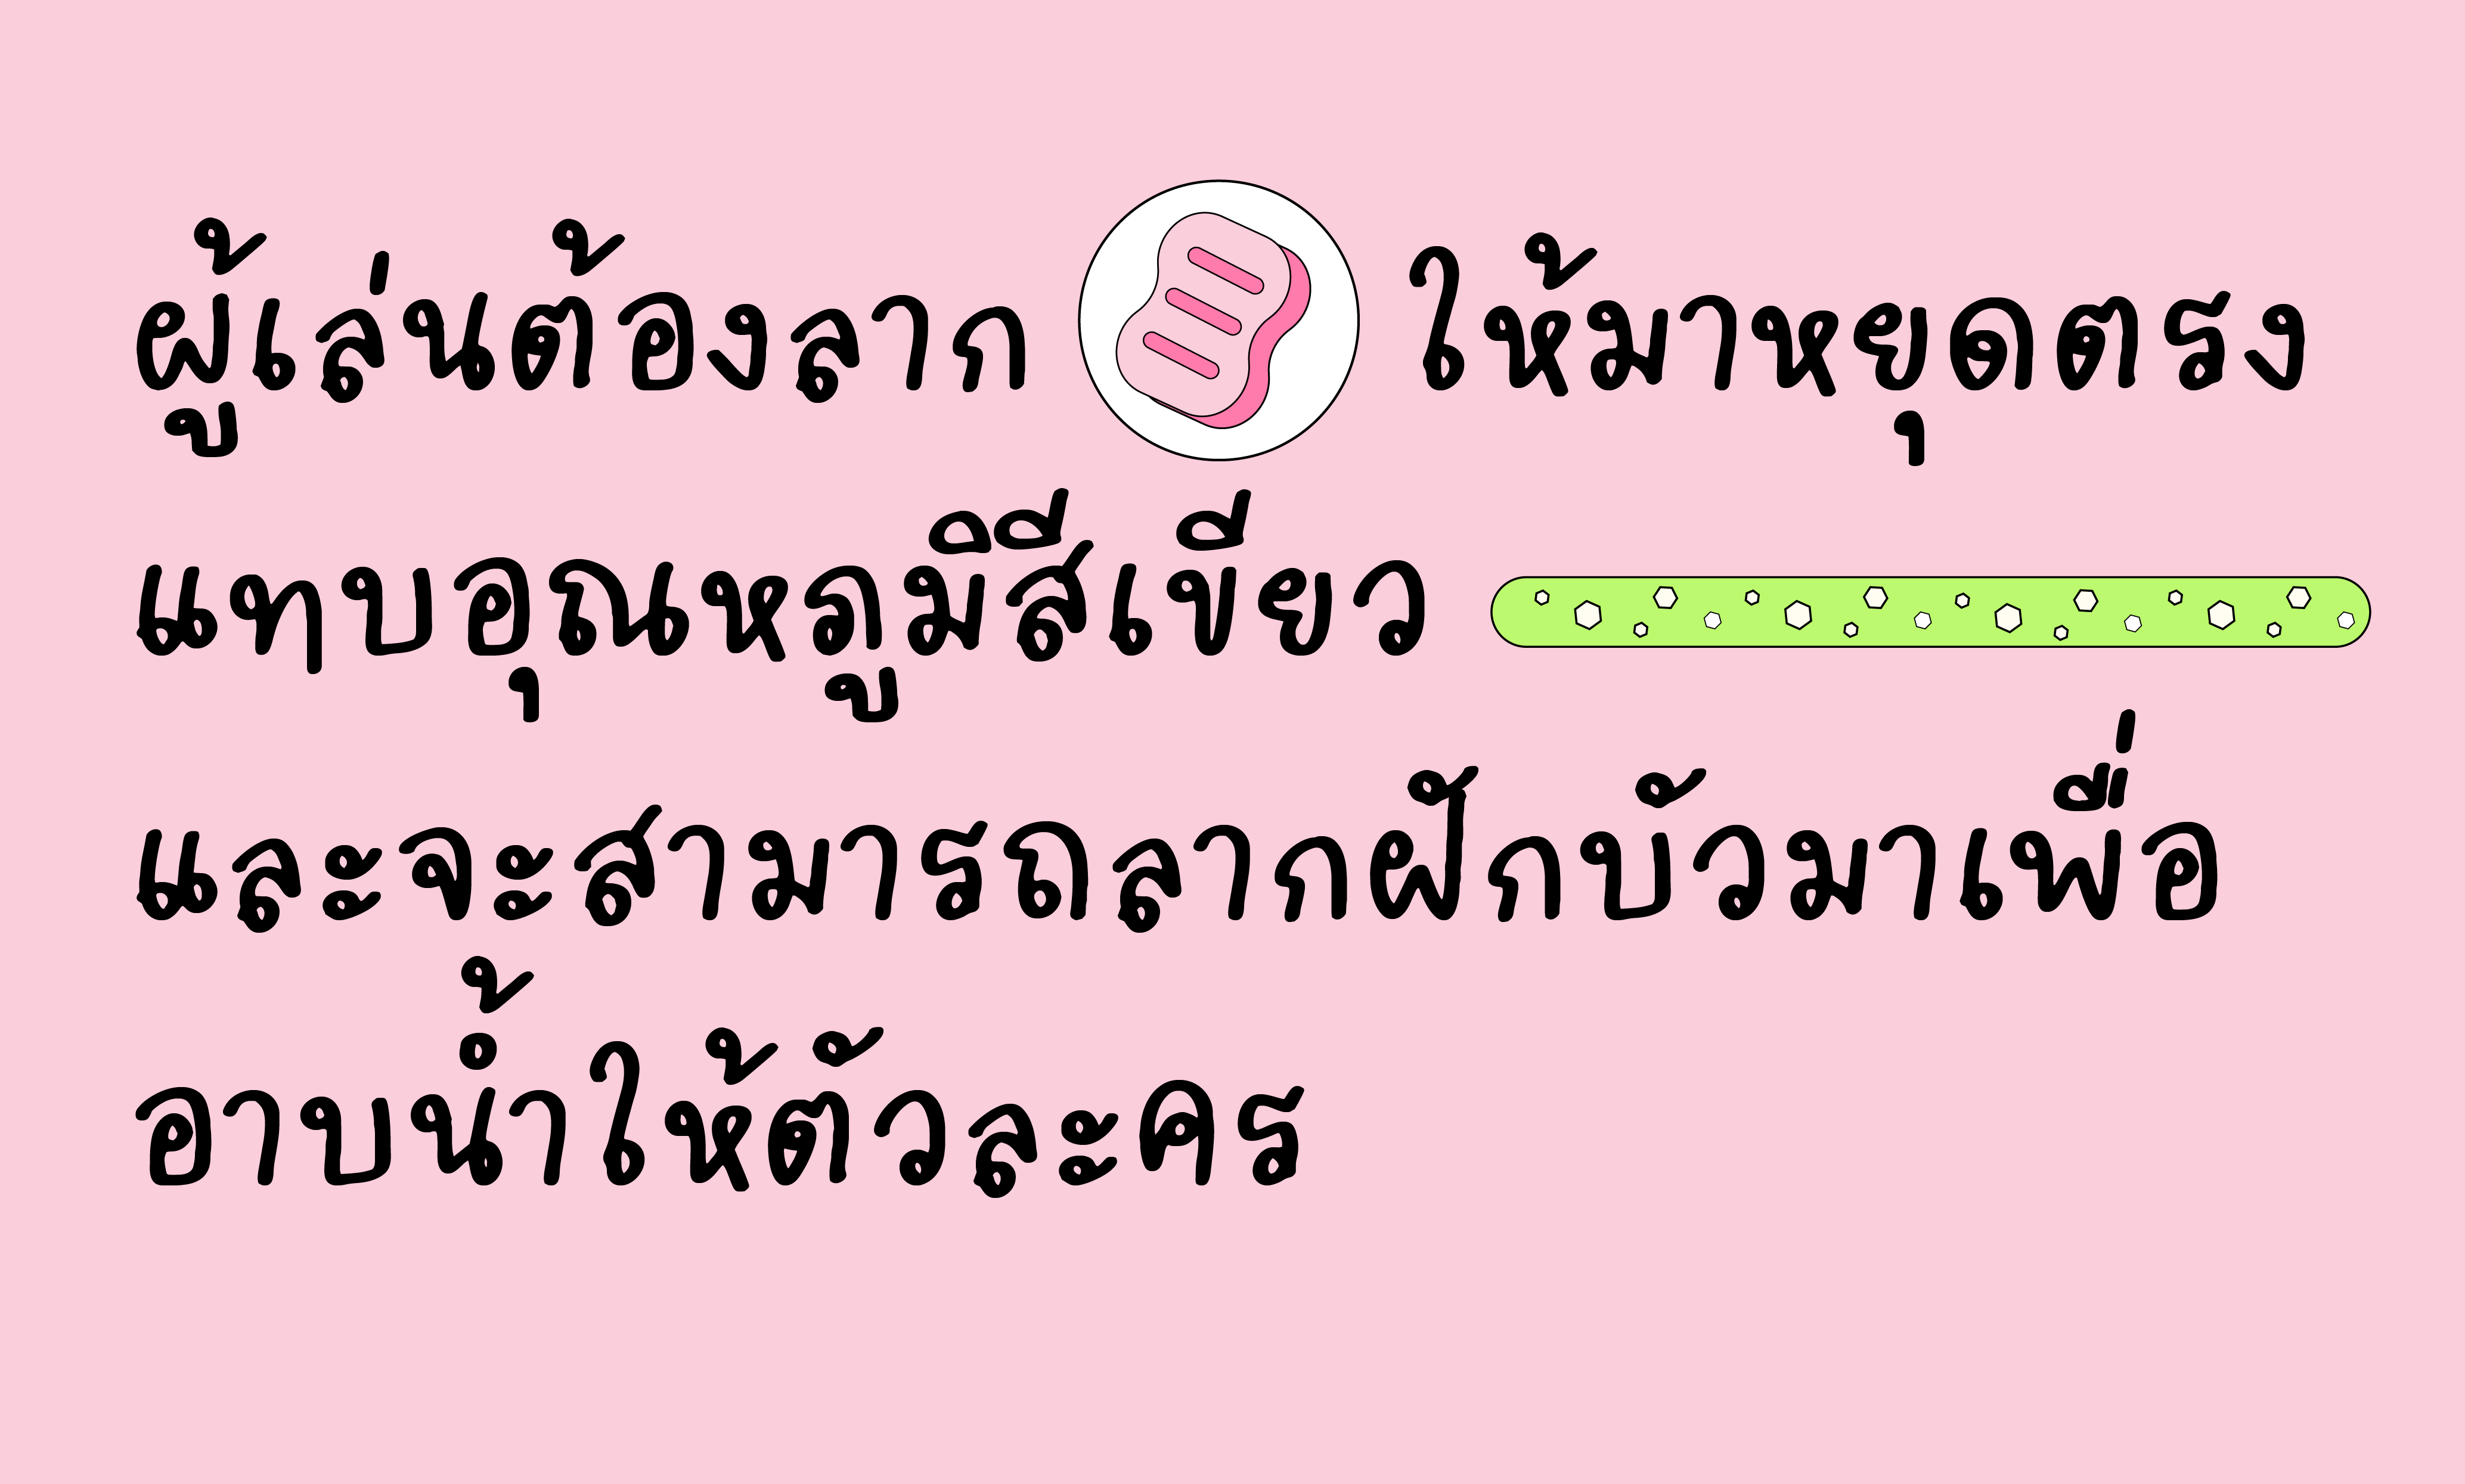 ผู้เล่นต้องลาก ให้มาหยุดตรง
แทบอุณหภูมิสีเขียว
และจะสามารถลากฝักบัวมาเพื่อ
อาบน้ำให้ตัวละคร